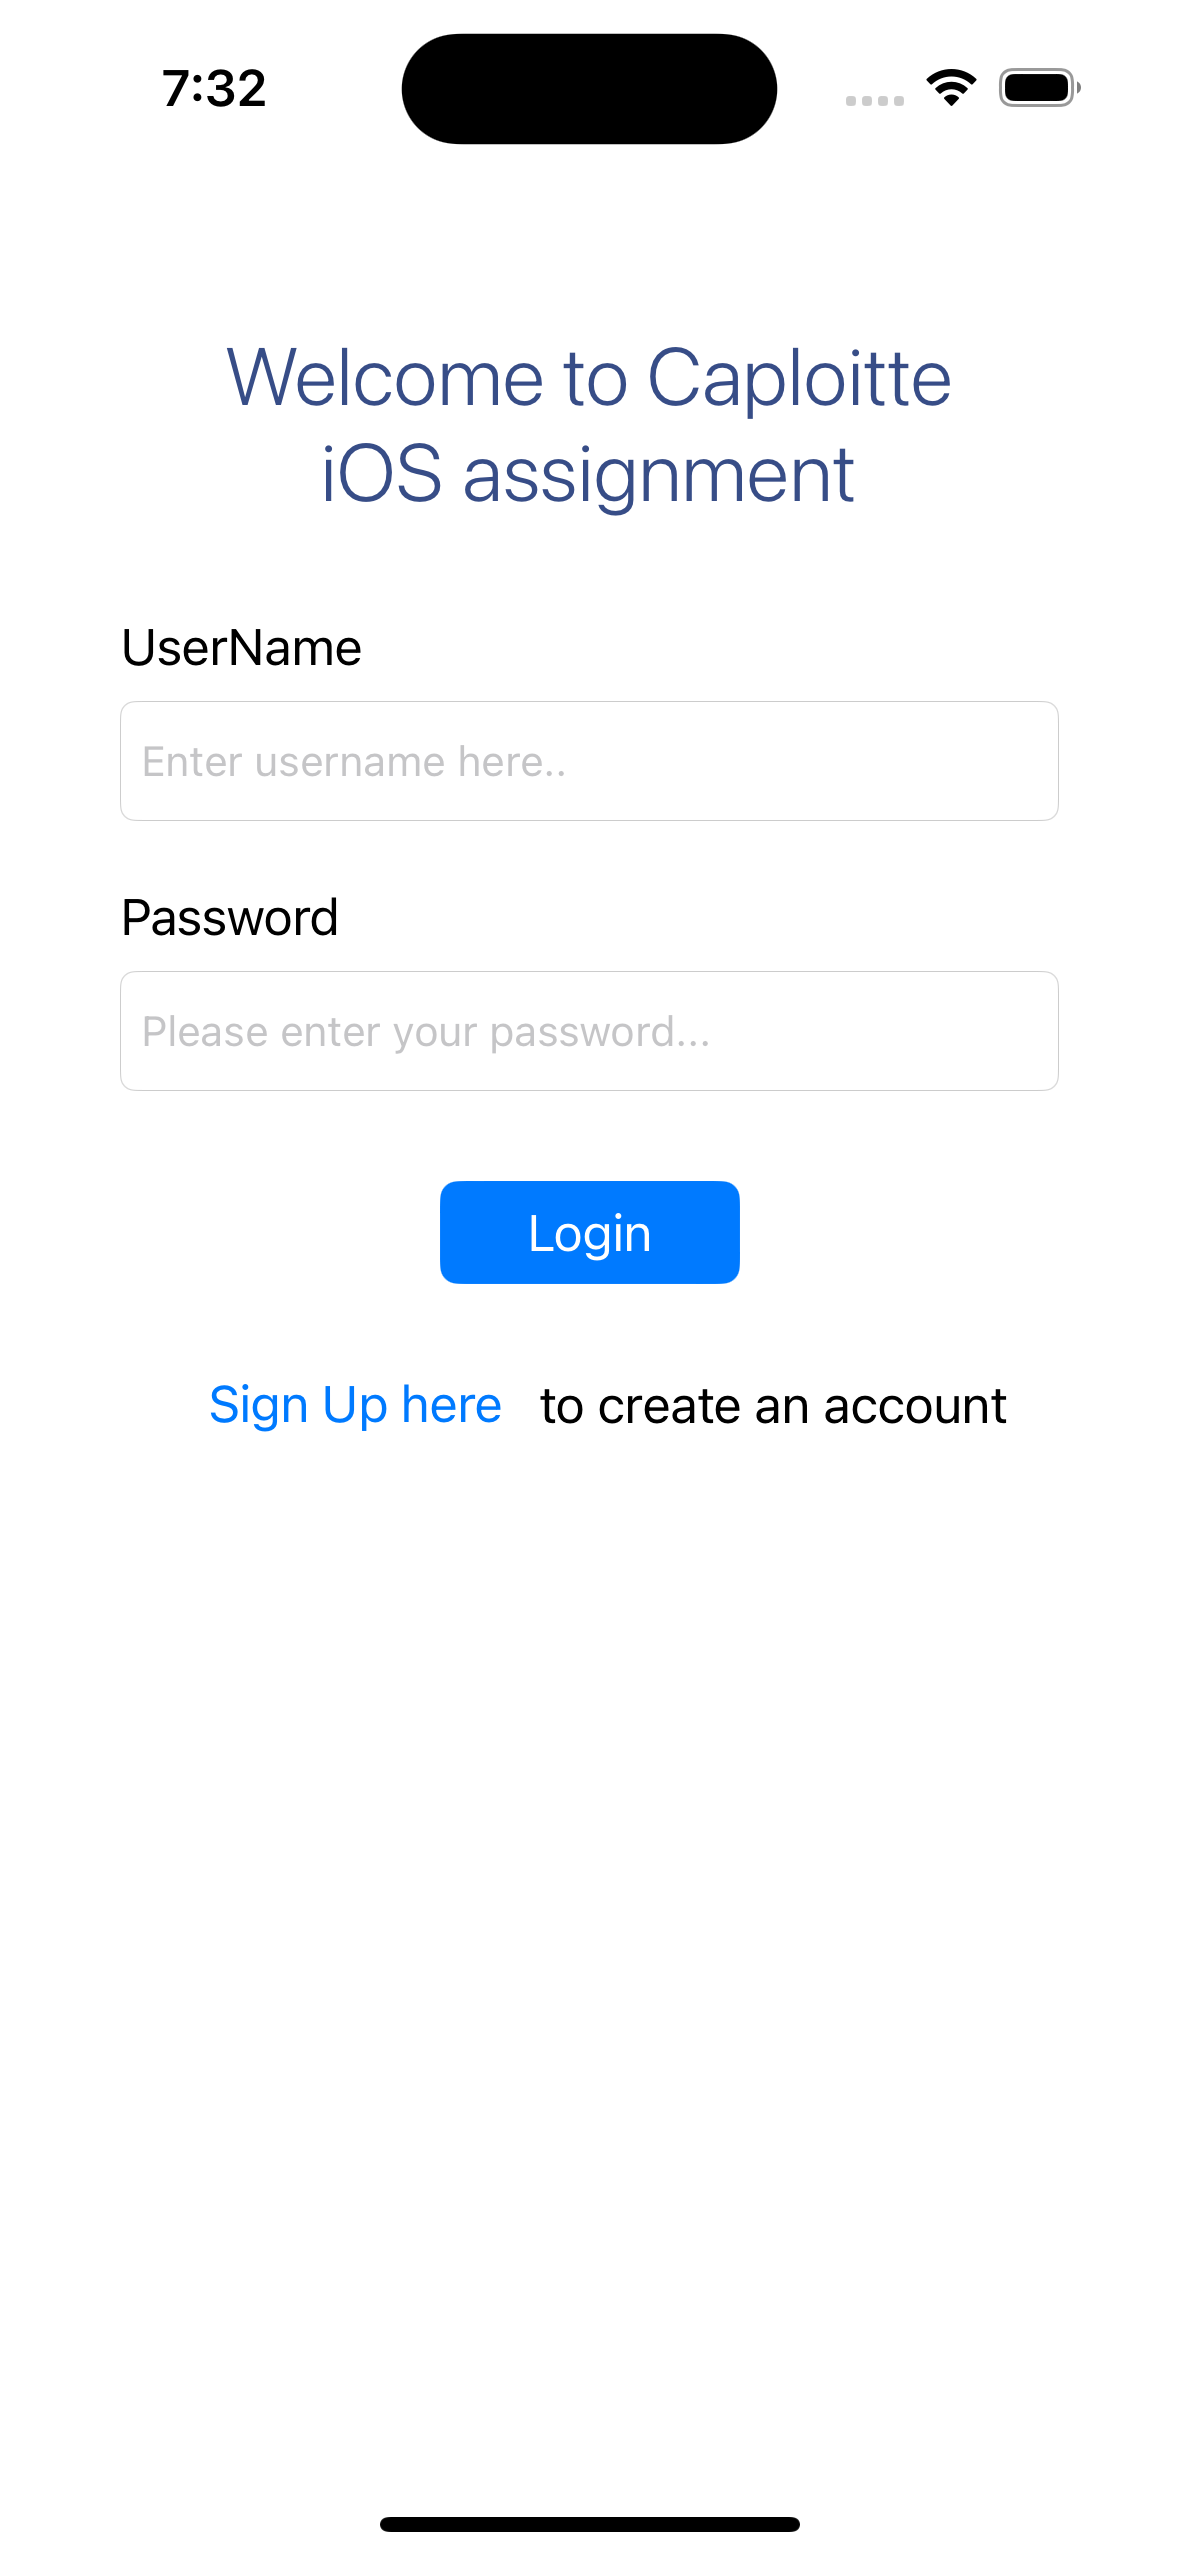 7:32
Welcome to Caploitte
iOS assignment
UserName
Enter username here..
Password
Please enter your password...
Login
Sign Up here to create an account